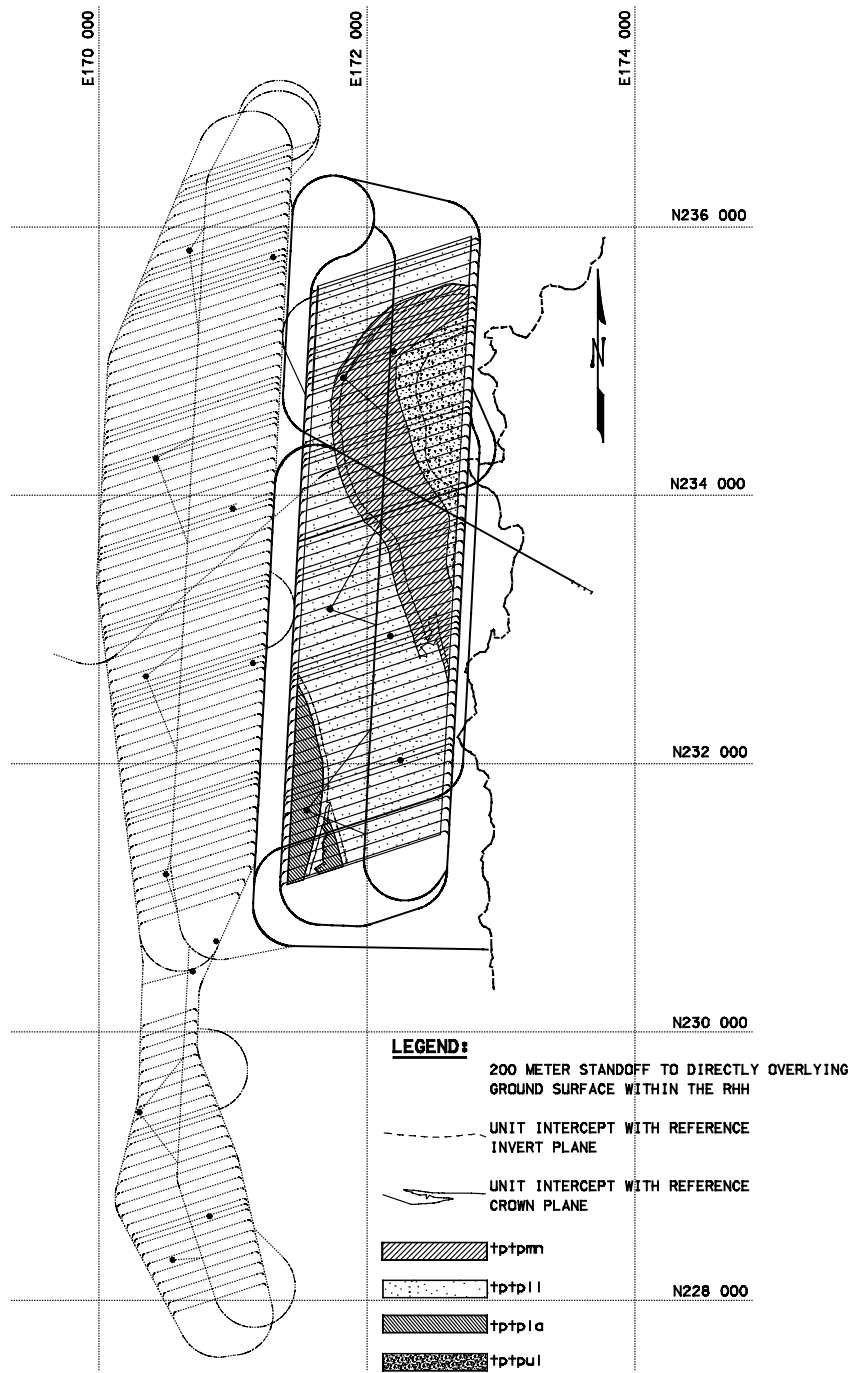 E170 000
E172 000
E174 000
N236 000
N
N234 000
N232 000
N230 000
LEGEND:
200 METER STANDOFF TO DIRECTLY OVERLYING
GROUND SURFACE WITHIN THE RHH
UNIT INTERCEPT WITH REFERENCE
INVERT PLANE
UNIT INTERCEPT WITH REFERENCE
CROWN PLANE
tptpmn
tptpll
N228 000
tptpla
tptpul